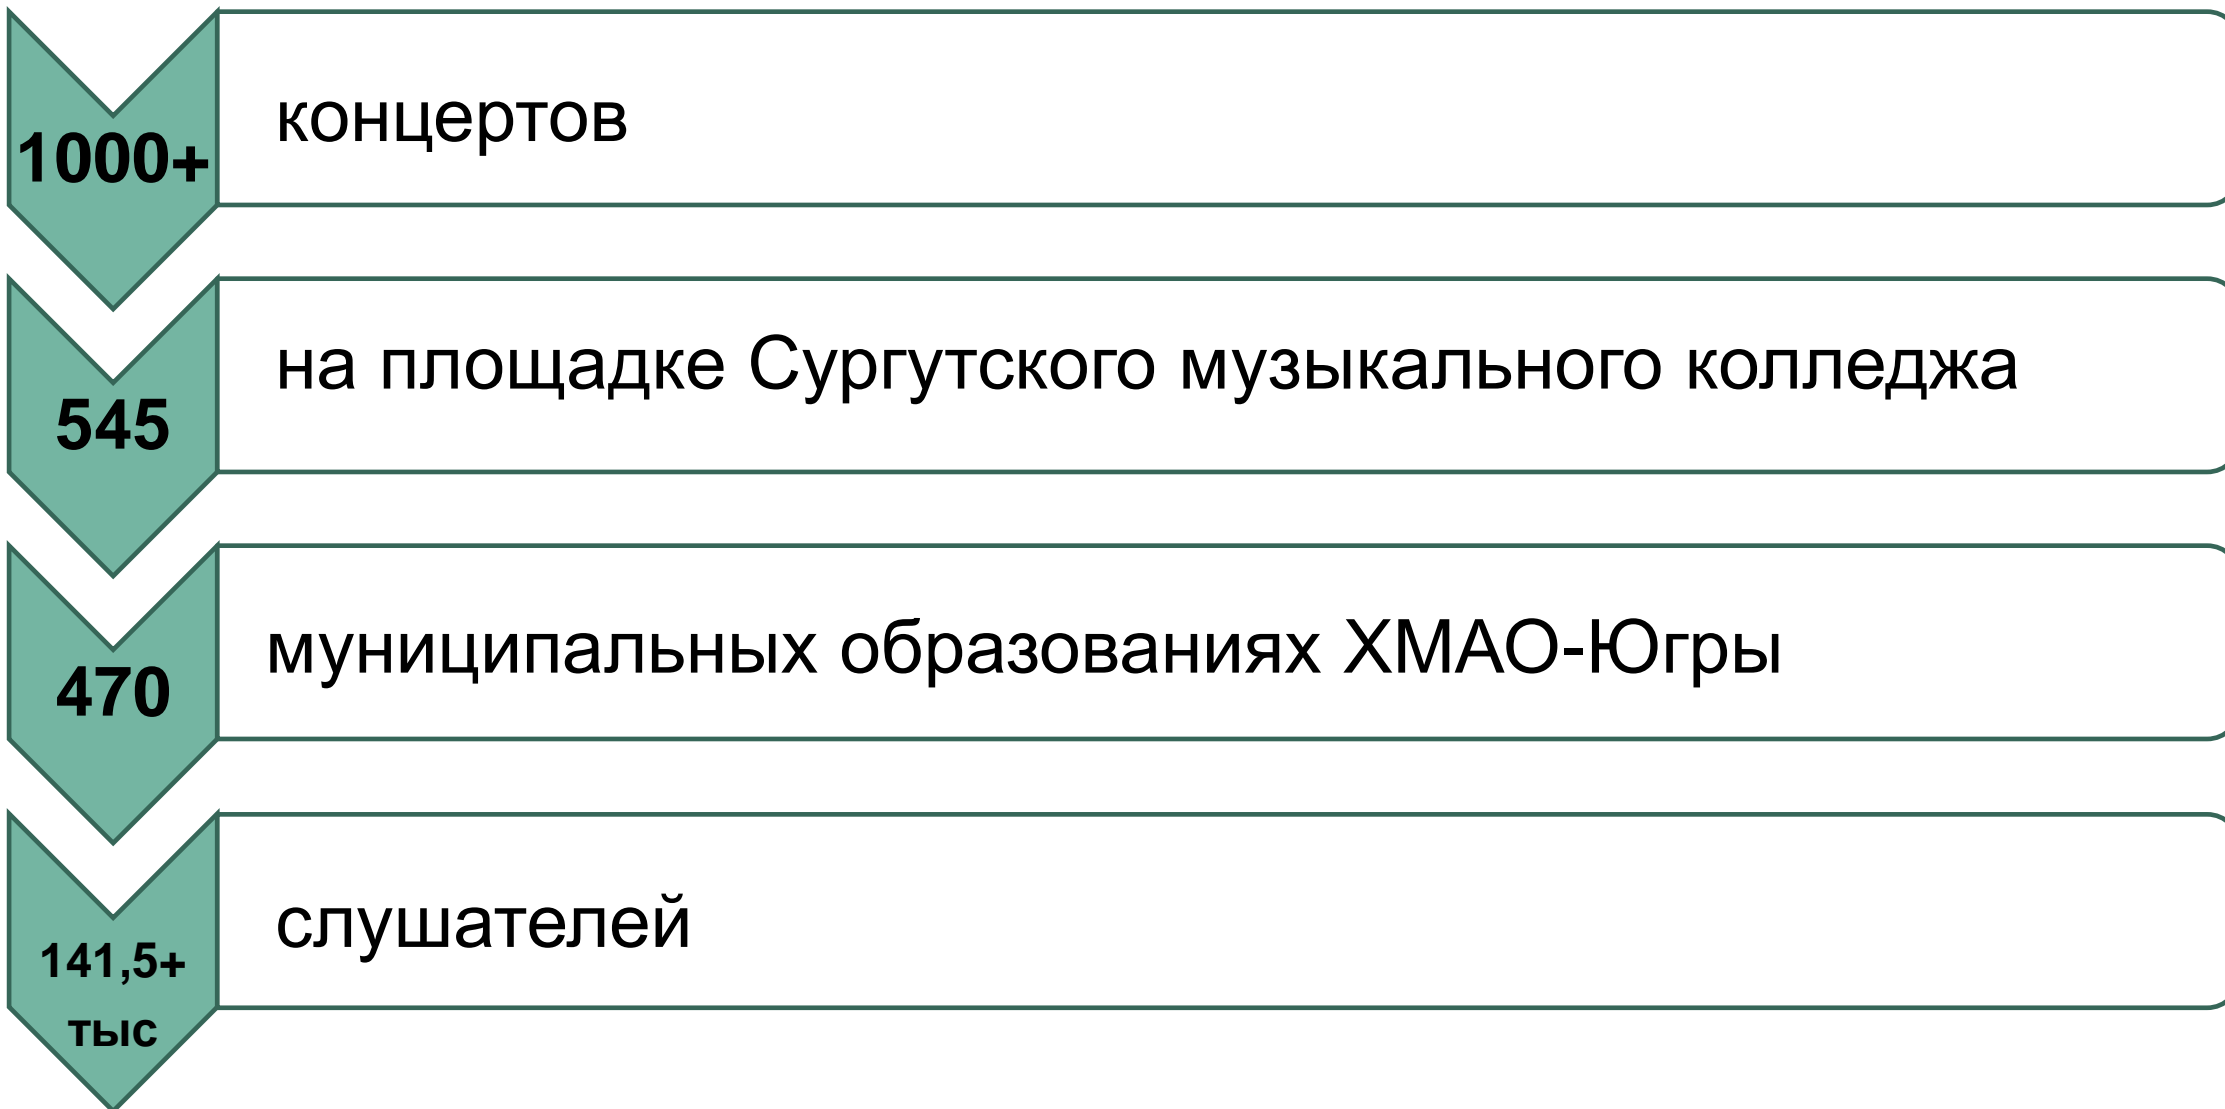 1000+
концертов
545
на площадке Сургутского музыкального колледжа
470
муниципальных образованиях ХМАО-Югры
141,5+
тыс
слушателей